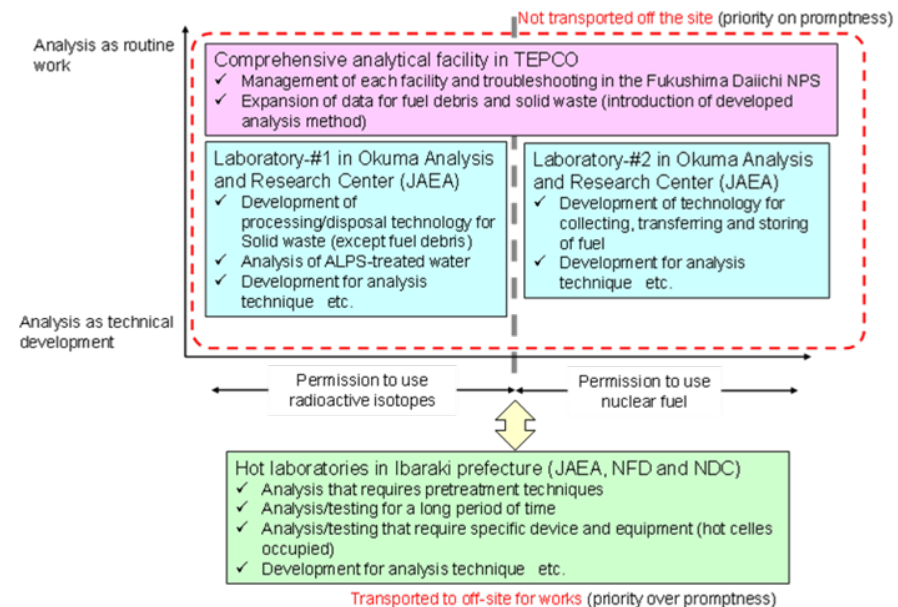 Not transported off the site (priority on promptness)
Analysis as routine
work
Comprehensive analytical facility in TEPCO
✓ Management of each facility and troubleshooting in the Fukushima Daiichi NPS
✓ Expansion of data for fuel debris and solid waste (introduction of developed
analysis method)
Laboratory-#1 in Okuma Analysis
and Research Center (JAEA)
✓ Development of
processing/disposal technology for
Solid waste (except fuel debris)
✓ Analysis of ALPS-treated water
✓ Development for analysis
technique etc.
Laboratory-#2 in Okuma Analysis
and Research Center (JAEA)
✓ Development of technology for
collecting, transferring and storing
of fuel
✓ Development for analysis
technique etc.
Analysis as technical
development
Permission to use
radioactive isotopes
Permission to use
nuclear fuel
Hot laboratories in Ibaraki prefecture (JAEA, NFD and NDC)
✓ Analysis that requires pretreatment techniques
✓ Analysis/testing for a long period of time
✓ Analysis/testing that require specific device and equipment (hot celles
occupied)
✓ Development for analysis technique etc.
Transported to off-site for works (priority over promptness)